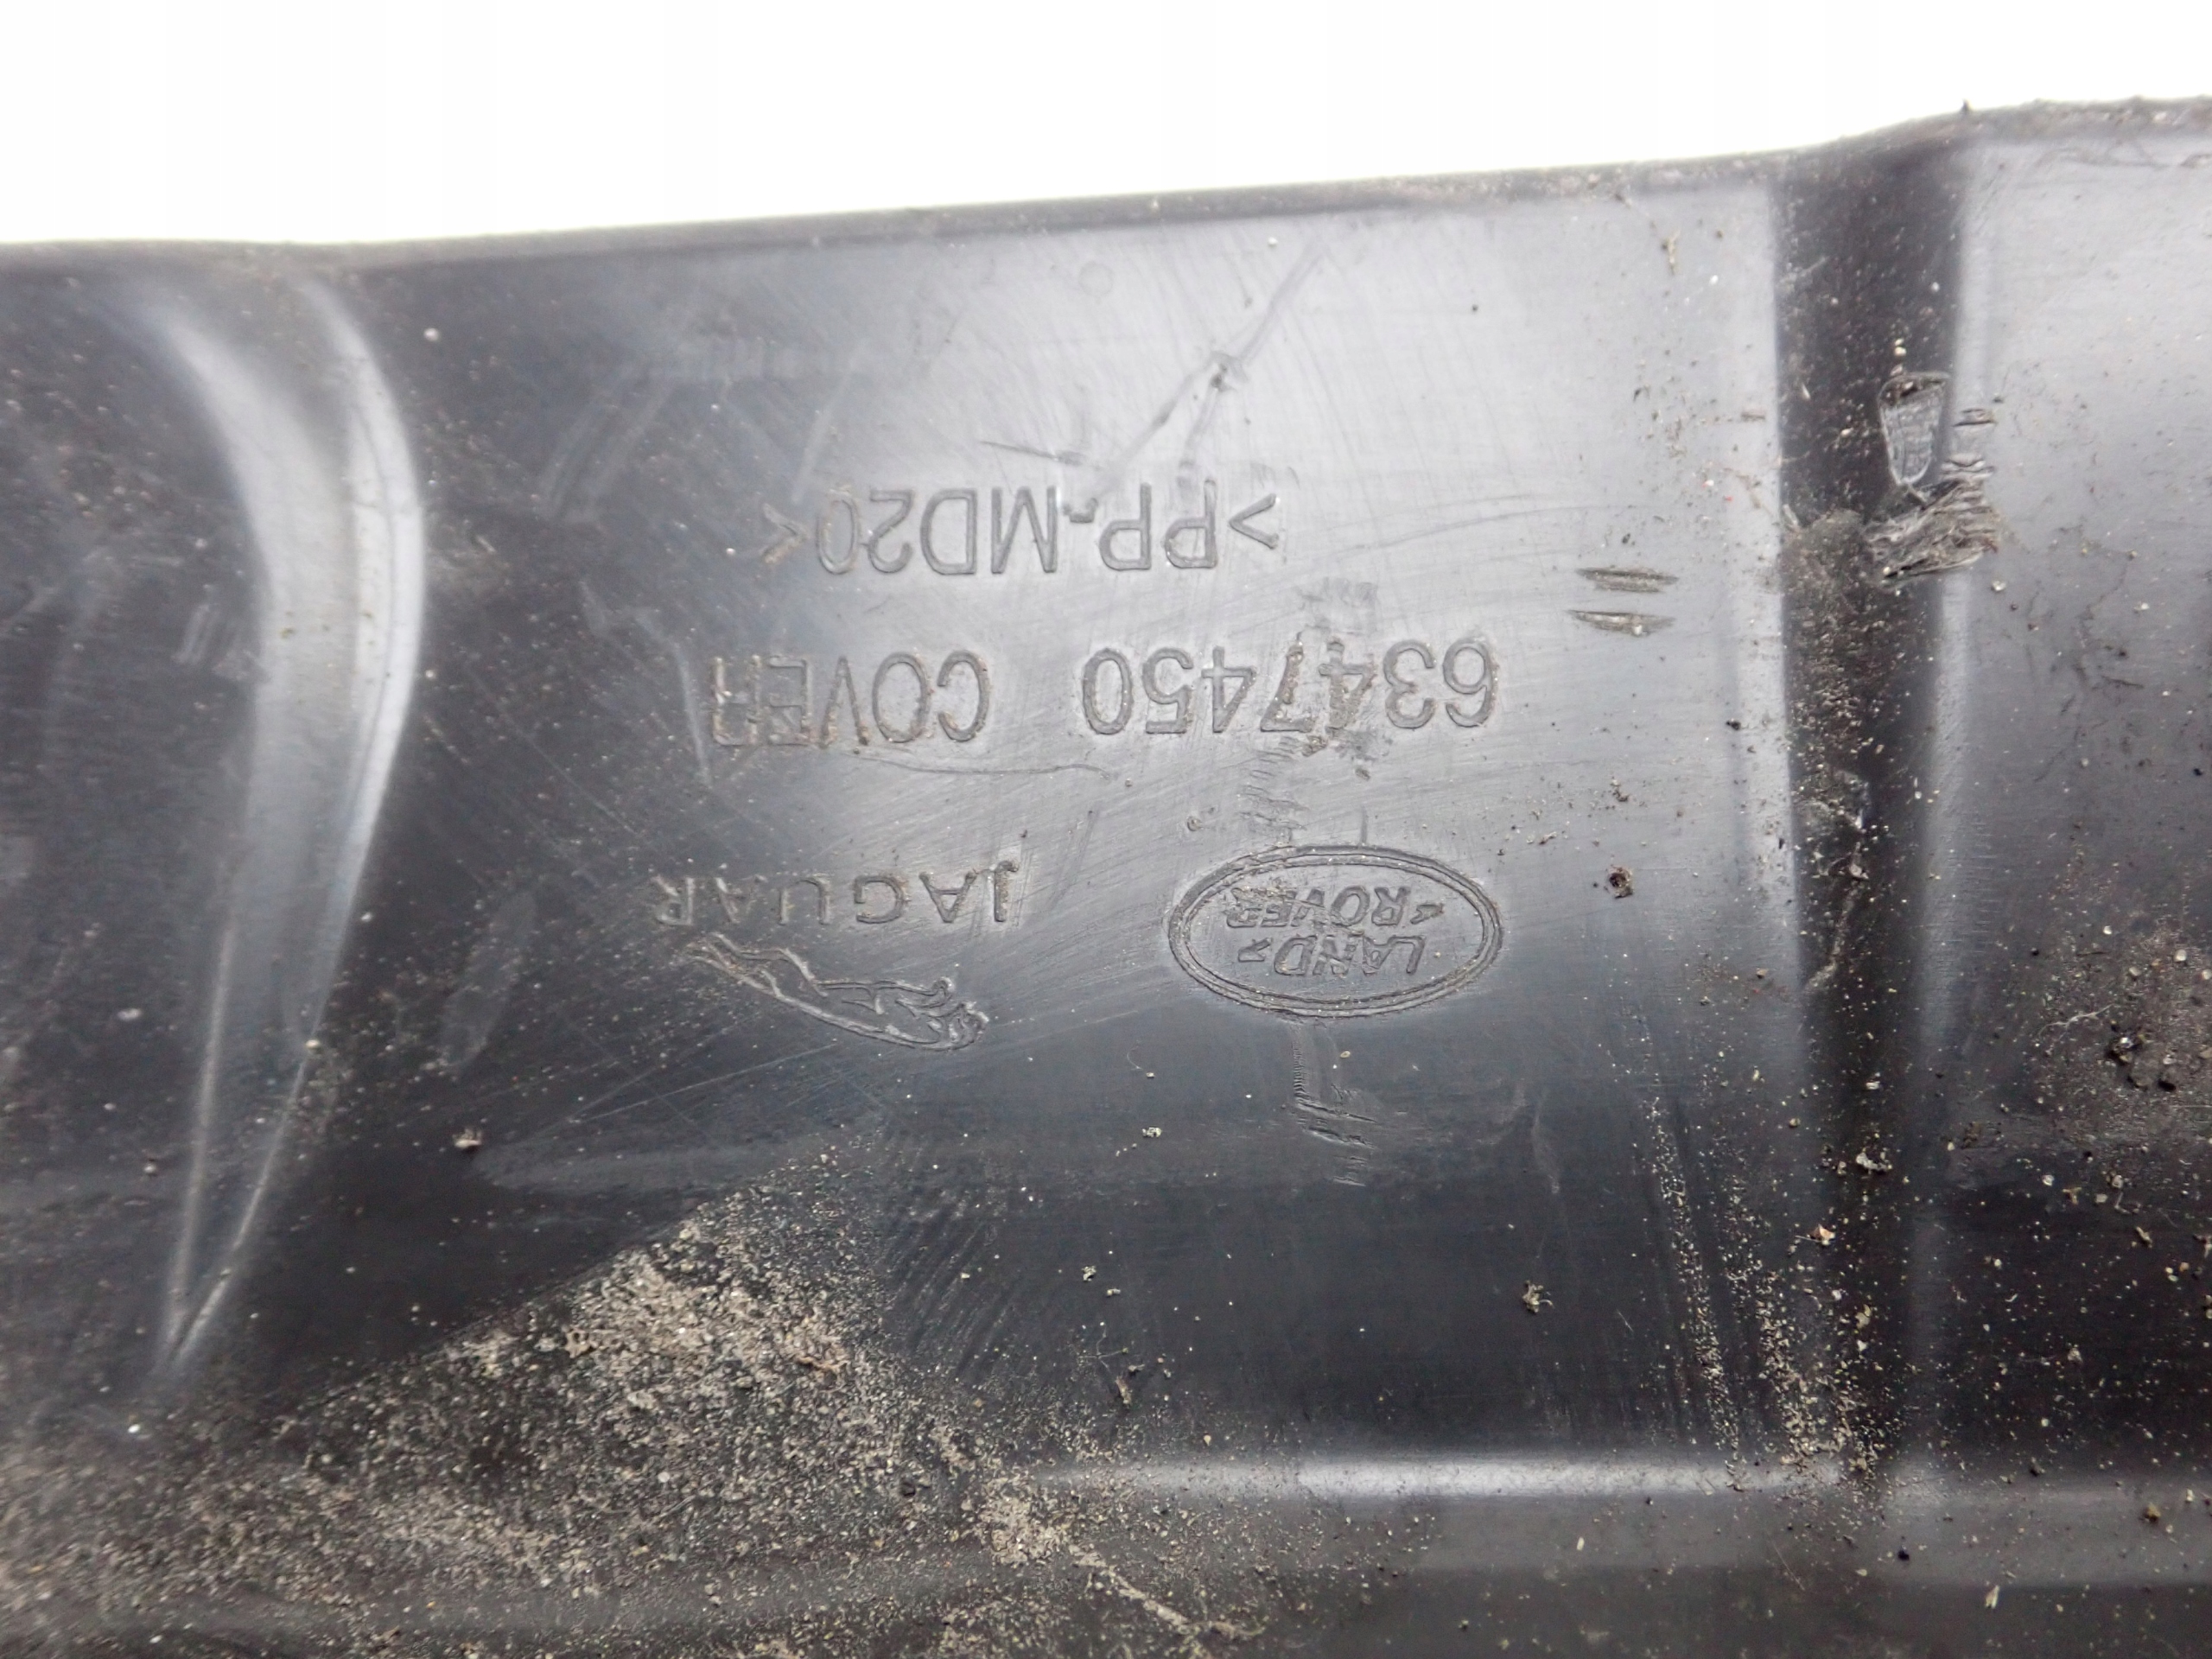 LAND
ROVER
JAGUAR
6347450 COVER
>PP-MD20<